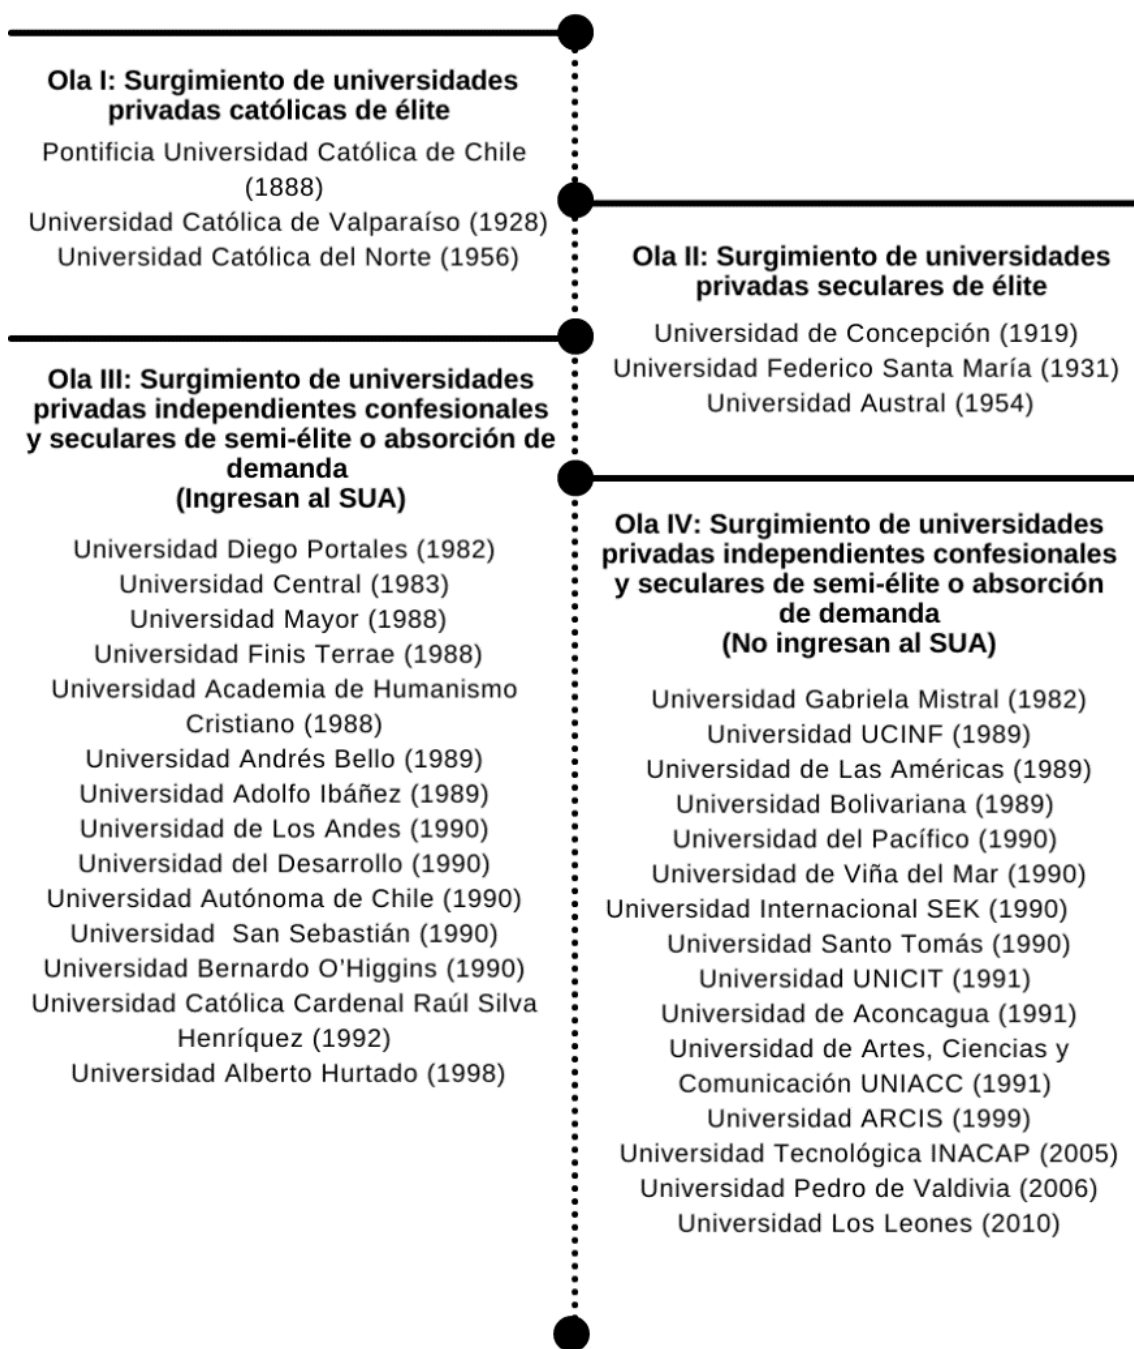 Ola I: Surgimiento de universidades
privadas católicas de élite
Pontificia Universidad Católica de Chile
(1888)
Universidad Católica de Valparaíso (1928)
Universidad Católica del Norte (1956)
Ola II: Surgimiento de universidades
privadas seculares de élite
Universidad de Concepción (1919)
Universidad Federico Santa María (1931)
Universidad Austral (1954)
Ola III: Surgimiento de universidades
privadas independientes confesionales
y seculares de semi-élite o absorción de
demanda
(Ingresan al SUA)
Universidad Diego Portales (1982)
Universidad Central (1983)
Universidad Mayor (1988)
Universidad Finis Terrae (1988)
Universidad Academia de Humanismo
Cristiano (1988)
Universidad Andrés Bello (1989)
Universidad Adolfo Ibáñez (1989)
Universidad de Los Andes (1990)
Universidad del Desarrollo (1990)
Universidad Autónoma de Chile (1990)
Universidad  San Sebastián (1990)
Universidad Bernardo O'Higgins (1990)
Universidad Católica Cardenal Raúl Silva
Henríquez (1992)
Universidad Alberto Hurtado (1998)
Ola IV: Surgimiento de universidades
privadas independientes confesionales
y seculares de semi-élite o absorción
de demanda
(No ingresan al SUA)
Universidad Gabriela Mistral (1982)
Universidad UCINF (1989)
Universidad de Las Américas (1989)
Universidad Bolivariana (1989)
Universidad del Pacífico (1990)
Universidad de Viña del Mar (1990)
Universidad Internacional SEK (1990)
Universidad Santo Tomás (1990)
Universidad UNICIT (1991)
Universidad de Aconcagua (1991)
Universidad de Artes, Ciencias y
Comunicación UNIACC (1991)
Universidad ARCIS (1999)
Universidad Tecnológica INACAP (2005)
Universidad Pedro de Valdivia (2006)
Universidad Los Leones (2010)